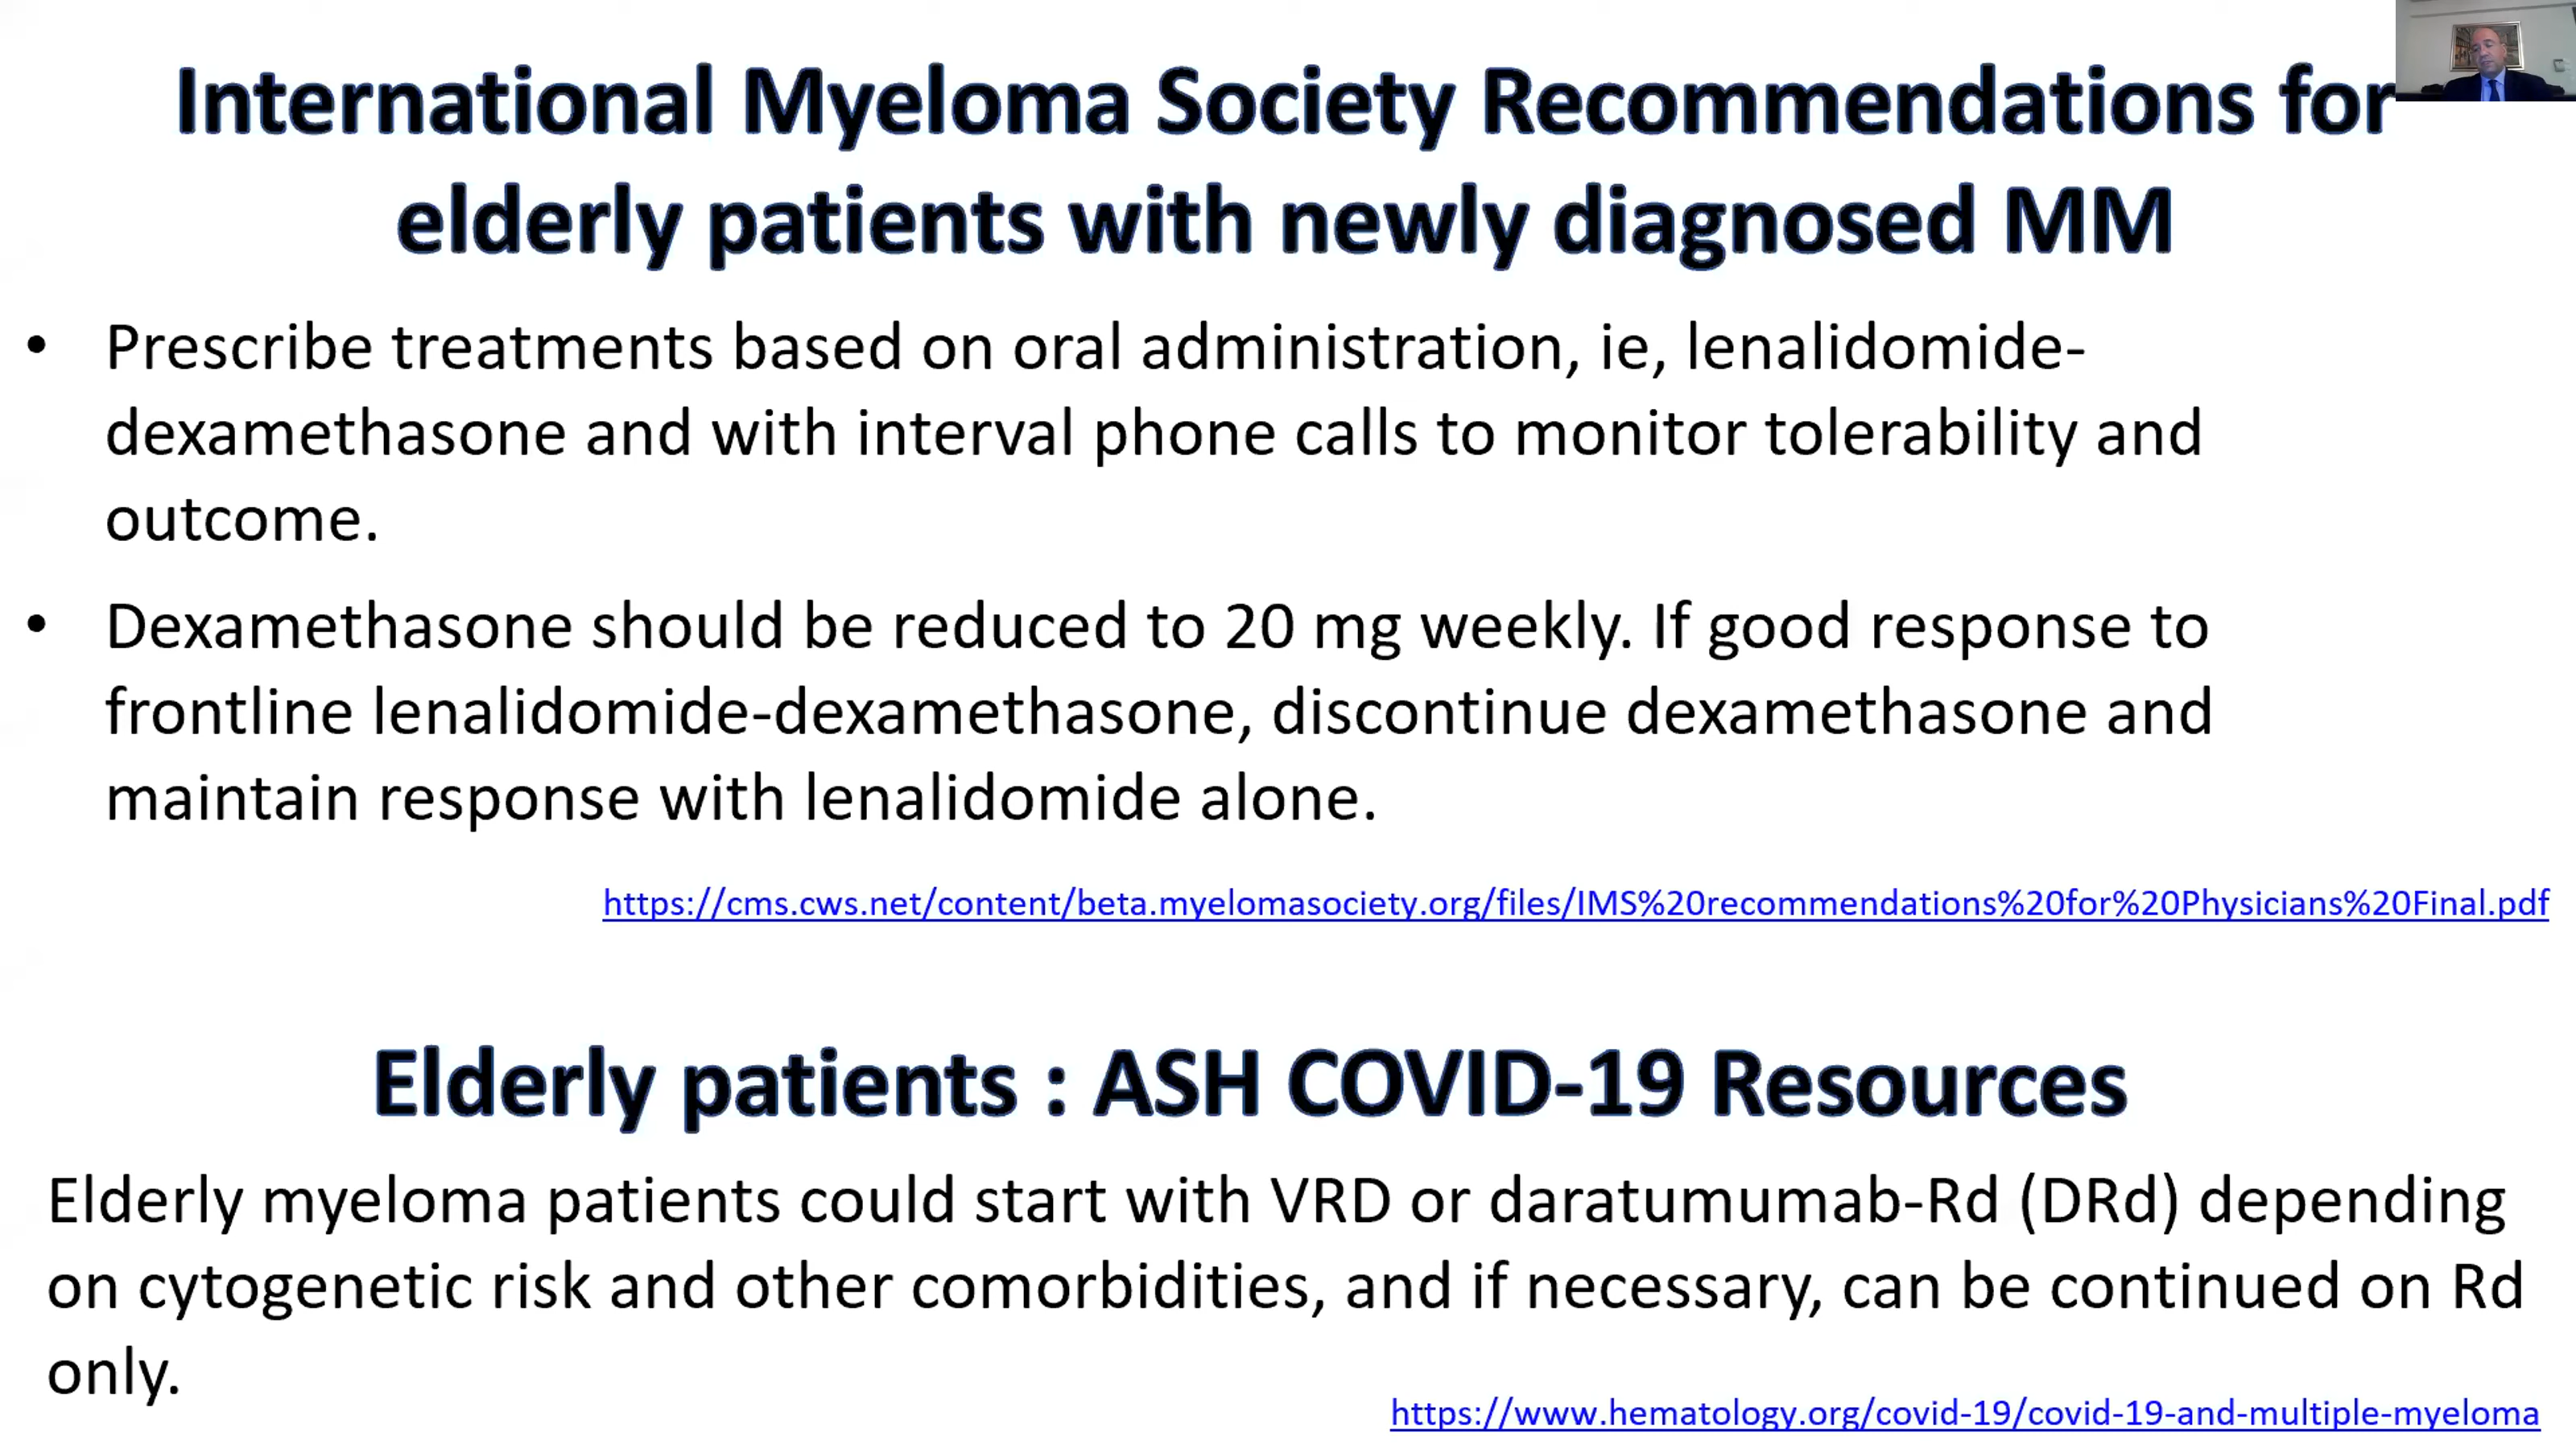 International Myeloma Society Recommendations for
elderly patients with newly diagnosed MM
• Prescribe treatments based on oral administration, ie, lenalidomide-
dexamethasone and with interval phone calls to monitor tolerability and
outcome.
• Dexamethasone should be reduced to 20 mg weekly. If good response to
frontline lenalidomide-dexamethasone, discontinue dexamethasone and
maintain response with lenalidomide alone.
https://cms.cws.net/content/beta.myelomasociety.org/files/IMS%20recommendations%20for%20Physicians%20Final.pdf
Elderly patients : ASH COVID-19 Resources
Elderly myeloma patients could start with VRD or daratumumab-Rd (DRd) depending
on cytogenetic risk and other comorbidities, and if necessary, can be continued on Rd
only.
https://www.hematology.org/covid-19/covid-19-and-multiple-myeloma